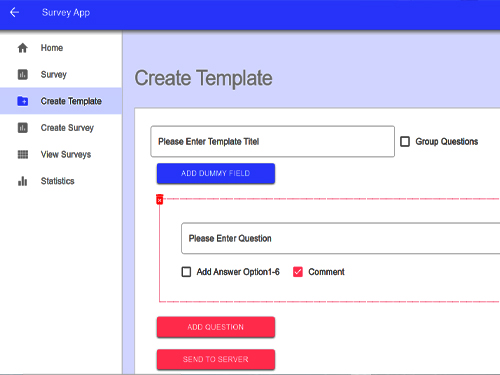 Survey App
Home
Survey
Create Template
Create Survey
View Surveys
Statistics
Create Template
Please Enter Template Titel
Group Questions
ADD DUMMY FIELD
Please Enter Question
Add Answer Option1-6
Comment
ADD QUESTION
SEND TO SERVER